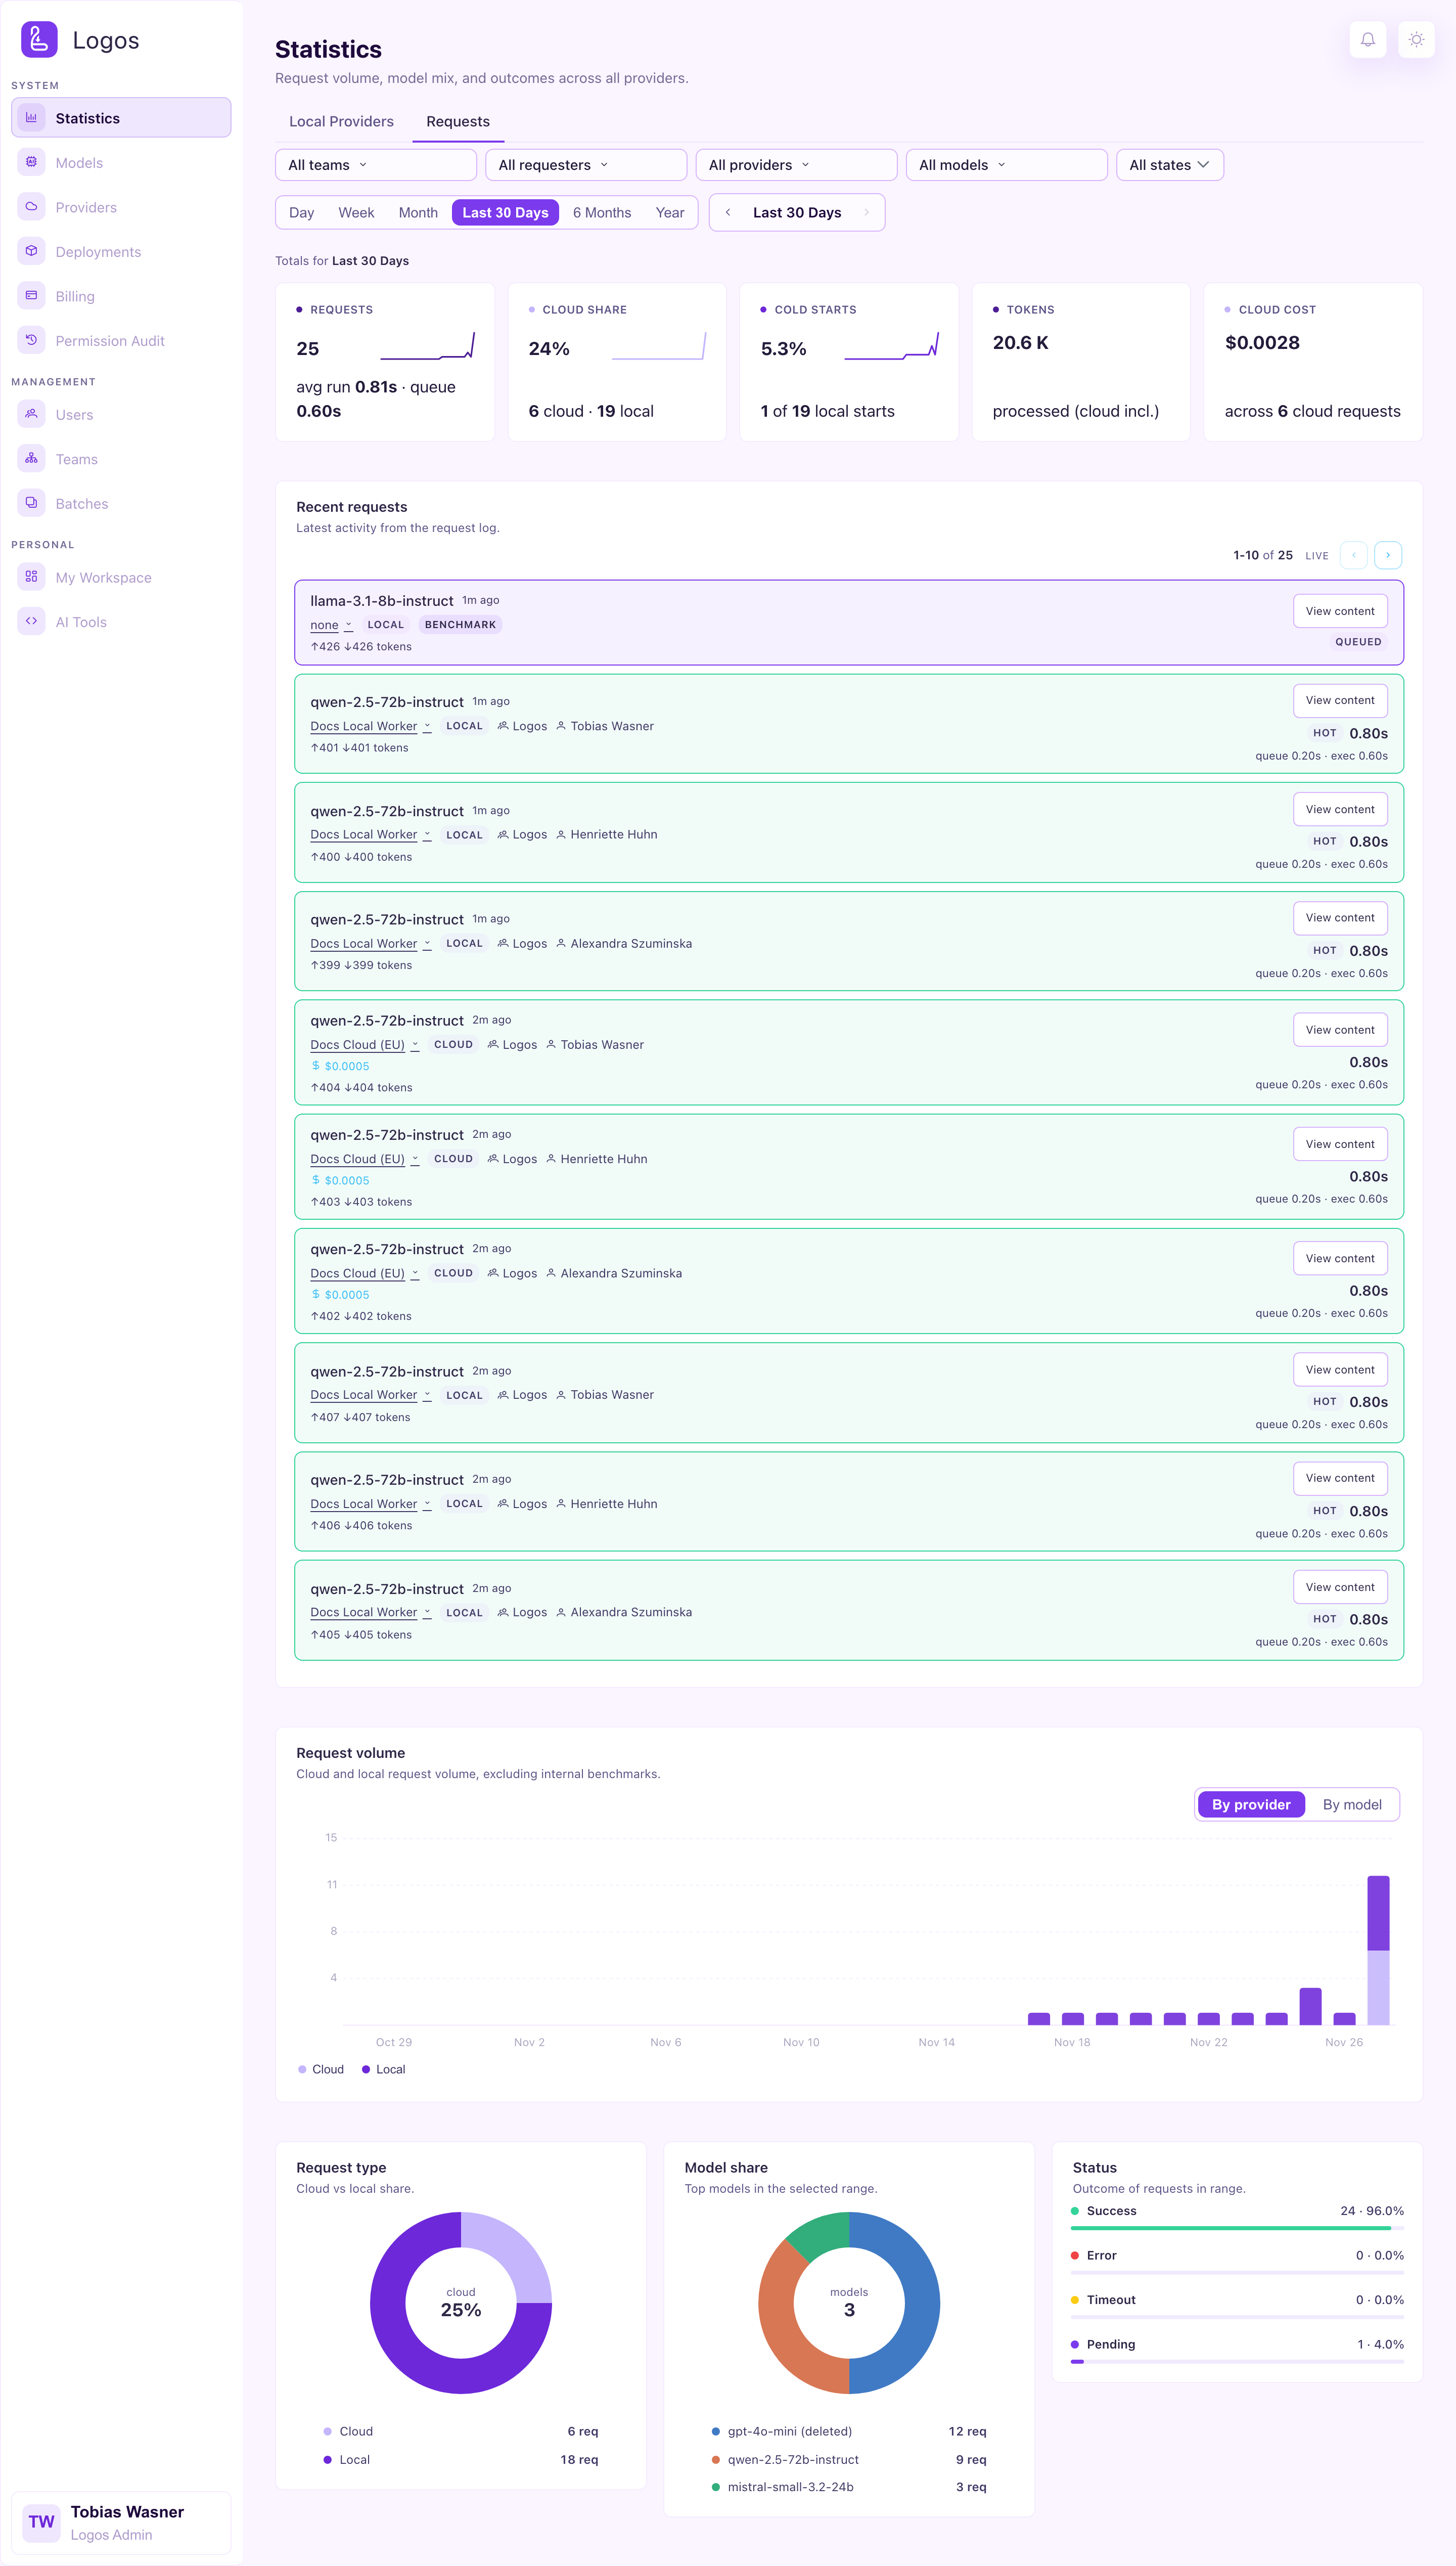 Logos
SYSTEM
Statistics
Models
Providers
Deployments
Billing
Permission Audit
MANAGEMENT
Users
Teams
Batches
PERSONAL
My Workspace
AI Tools
TW
Tobias Wasner
Logos Admin
Statistics
Request volume, model mix, and outcomes across all providers.
Local Providers Requests
All teams All requesters All providers All models All states
Day Week Month Last 30 Days 6 Months Year Last 30 Days
Totals for Last 30 Days
REQUESTS
25
avg run 0.81s · queue
0.60s
CLOUD SHARE
24%
6 cloud · 19 local
COLD STARTS
5.3%
1 of 19 local starts
TOKENS
20.6 K
processed (cloud incl.)
CLOUD COST
$0.0028
across 6 cloud requests
Recent requests
Latest activity from the request log.
1-10 of 25 LIVE
llama-3.1-8b-instruct 1m ago
none LOCAL BENCHMARK
↑426 ↓426 tokens
View content
QUEUED
qwen-2.5-72b-instruct 1m ago
Docs Local Worker LOCAL Logos Tobias Wasner
↑401 ↓401 tokens
View content
HOT 0.80s
queue 0.20s · exec 0.60s
qwen-2.5-72b-instruct 1m ago
Docs Local Worker LOCAL Logos Henriette Huhn
↑400 ↓400 tokens
View content
HOT 0.80s
queue 0.20s · exec 0.60s
qwen-2.5-72b-instruct 1m ago
Docs Local Worker LOCAL Logos Alexandra Szuminska
↑399 ↓399 tokens
View content
HOT 0.80s
queue 0.20s · exec 0.60s
qwen-2.5-72b-instruct 2m ago
Docs Cloud (EU) CLOUD Logos Tobias Wasner
$ $0.0005
↑404 ↓404 tokens
View content
0.80s
queue 0.20s · exec 0.60s
qwen-2.5-72b-instruct 2m ago
Docs Cloud (EU) CLOUD Logos Henriette Huhn
$ $0.0005
↑403 ↓403 tokens
View content
0.80s
queue 0.20s · exec 0.60s
qwen-2.5-72b-instruct 2m ago
Docs Cloud (EU) CLOUD Logos Alexandra Szuminska
$ $0.0005
↑402 ↓402 tokens
View content
0.80s
queue 0.20s · exec 0.60s
qwen-2.5-72b-instruct 2m ago
Docs Local Worker LOCAL Logos Tobias Wasner
↑407 ↓407 tokens
View content
HOT 0.80s
queue 0.20s · exec 0.60s
qwen-2.5-72b-instruct 2m ago
Docs Local Worker LOCAL Logos Henriette Huhn
↑406 ↓406 tokens
View content
HOT 0.80s
queue 0.20s · exec 0.60s
qwen-2.5-72b-instruct 2m ago
Docs Local Worker LOCAL Logos Alexandra Szuminska
↑405 ↓405 tokens
View content
HOT 0.80s
queue 0.20s · exec 0.60s
Request volume
Cloud and local request volume, excluding internal benchmarks.
By provider By model
15
11
8
4
Oct 29 Nov 2 Nov 6 Nov 10 Nov 14 Nov 18 Nov 22 Nov 26
Cloud Local
Request type
Cloud vs local share.
cloud
25%
Cloud 6 req
Local 18 req
Model share
Top models in the selected range.
models
3
gpt-4o-mini (deleted) 12 req
qwen-2.5-72b-instruct 9 req
mistral-small-3.2-24b 3 req
Status
Outcome of requests in range.
Success 24 · 96.0%
Error 0 · 0.0%
Timeout 0 · 0.0%
Pending 1 · 4.0%